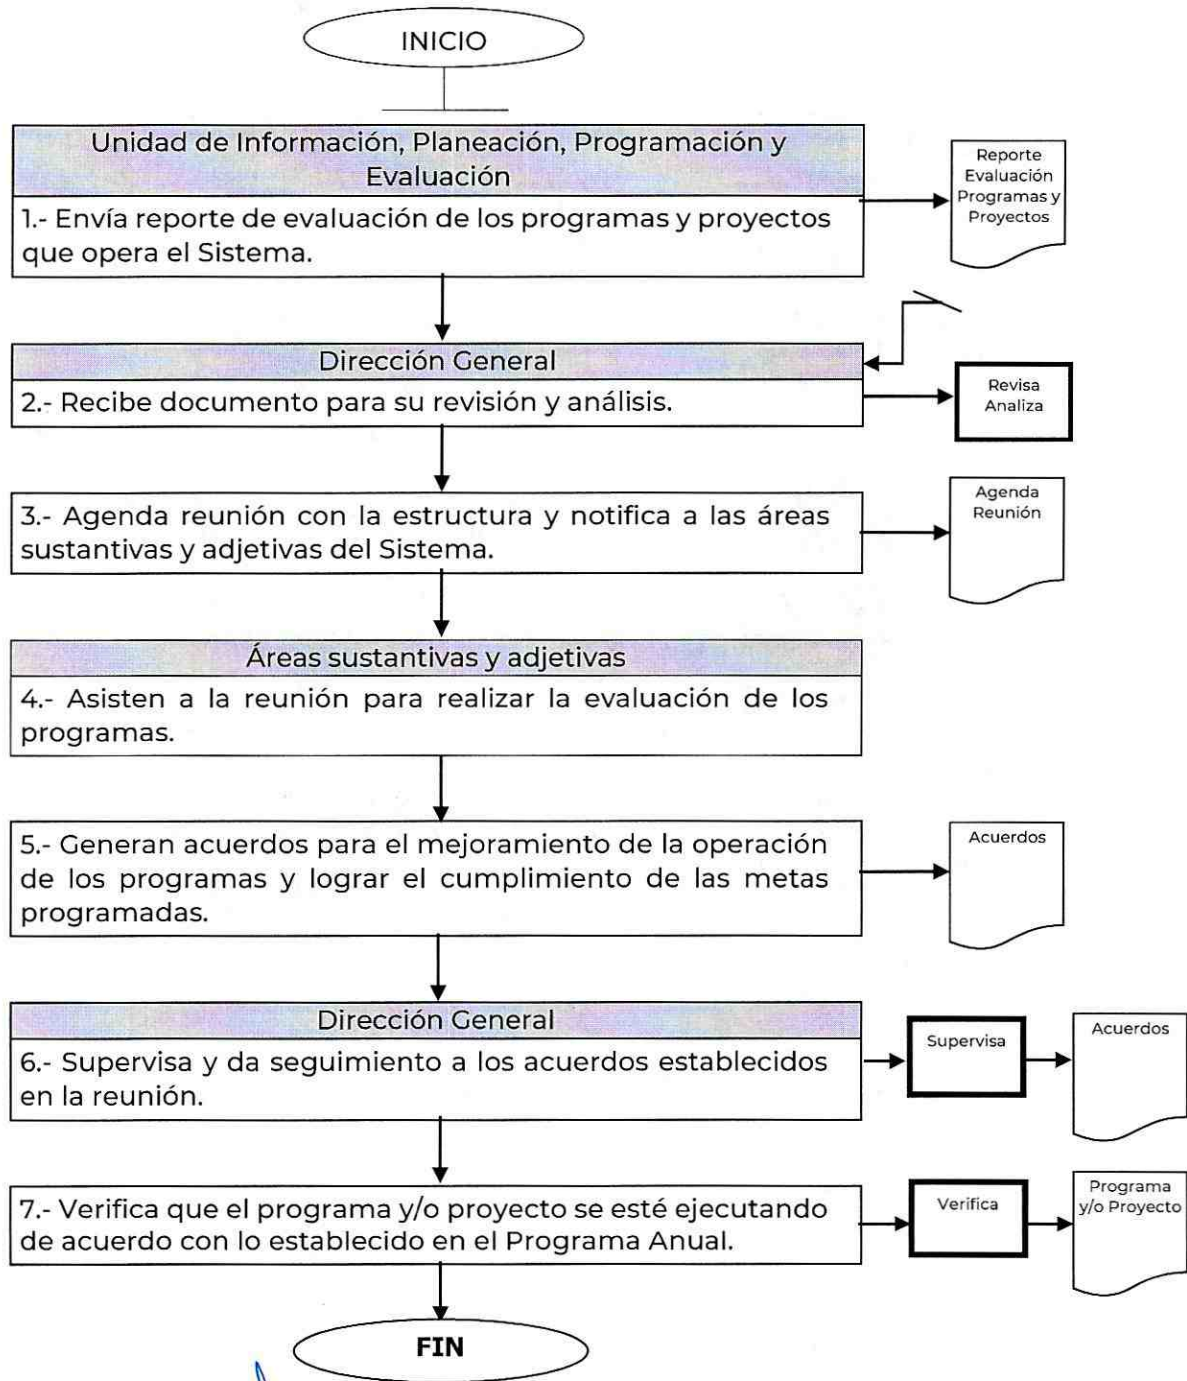 INICIO
Unidad de Información, Planeación, Programación y
Evaluación
1.- Envía reporte de evaluación de los programas y proyectos
que opera el Sistema.
Reporte
Evaluación
Programas y
Proyectos
Dirección General
2.- Recibe documento para su revisión y análisis.
Revisa
Analiza
3.- Agenda reunión con la estructura y notifica a las áreas
sustantivas y adjetivas del Sistema.
Agenda
Reunión
Áreas sustantivas y adjetivas
4.- Asisten a la reunión para realizar la evaluación de los
programas.
5.- Generan acuerdos para el mejoramiento de la operación
de los programas y lograr el cumplimiento de las metas
programadas.
Acuerdos
Dirección General
6.- Supervisa y da seguimiento a los acuerdos establecidos
en la reunión.
Supervisa
Acuerdos
7.- Verifica que el programa y/o proyecto se esté ejecutando
de acuerdo con lo establecido en el Programa Anual.
Verifica
Programa
y/o Proyecto
FIN